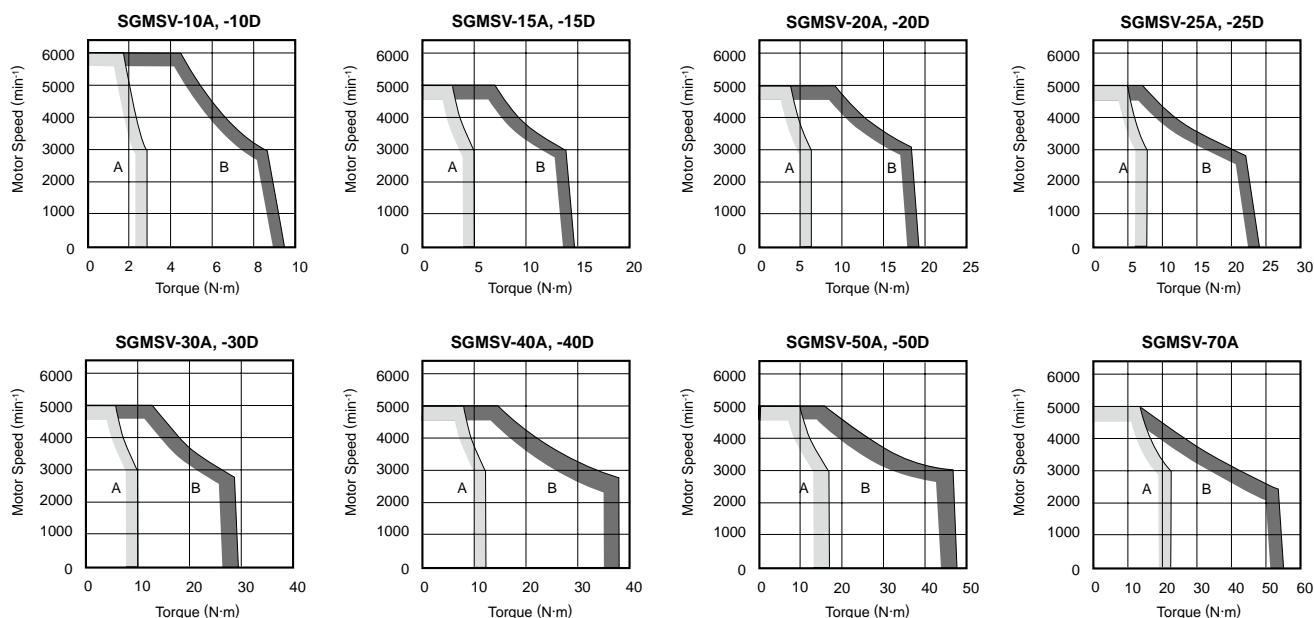 SGMSV-10A, -10D
6000
5000
4000
3000
2000
1000
0
Motor Speed (min⁻¹)
A
B
0 2 4 6 8 10
Torque (N·m)
SGMSV-15A, -15D
6000
5000
4000
3000
2000
1000
0
Motor Speed (min⁻¹)
A
B
0 5 10 15 20
Torque (N·m)
SGMSV-20A, -20D
6000
5000
4000
3000
2000
1000
0
Motor Speed (min⁻¹)
A
B
0 5 10 15 20 25
Torque (N·m)
SGMSV-25A, -25D
6000
5000
4000
3000
2000
1000
0
Motor Speed (min⁻¹)
A
B
0 5 10 15 20 25 30
Torque (N·m)
SGMSV-30A, -30D
6000
5000
4000
3000
2000
1000
0
Motor Speed (min⁻¹)
A
B
0 10 20 30 40
Torque (N·m)
SGMSV-40A, -40D
6000
5000
4000
3000
2000
1000
0
Motor Speed (min⁻¹)
A
B
0 10 20 30 40
Torque (N·m)
SGMSV-50A, -50D
6000
5000
4000
3000
2000
1000
0
Motor Speed (min⁻¹)
A
B
0 10 20 30 40 50
Torque (N·m)
SGMSV-70A
6000
5000
4000
3000
2000
1000
0
Motor Speed (min⁻¹)
A
B
0 10 20 30 40 50 60
Torque (N·m)